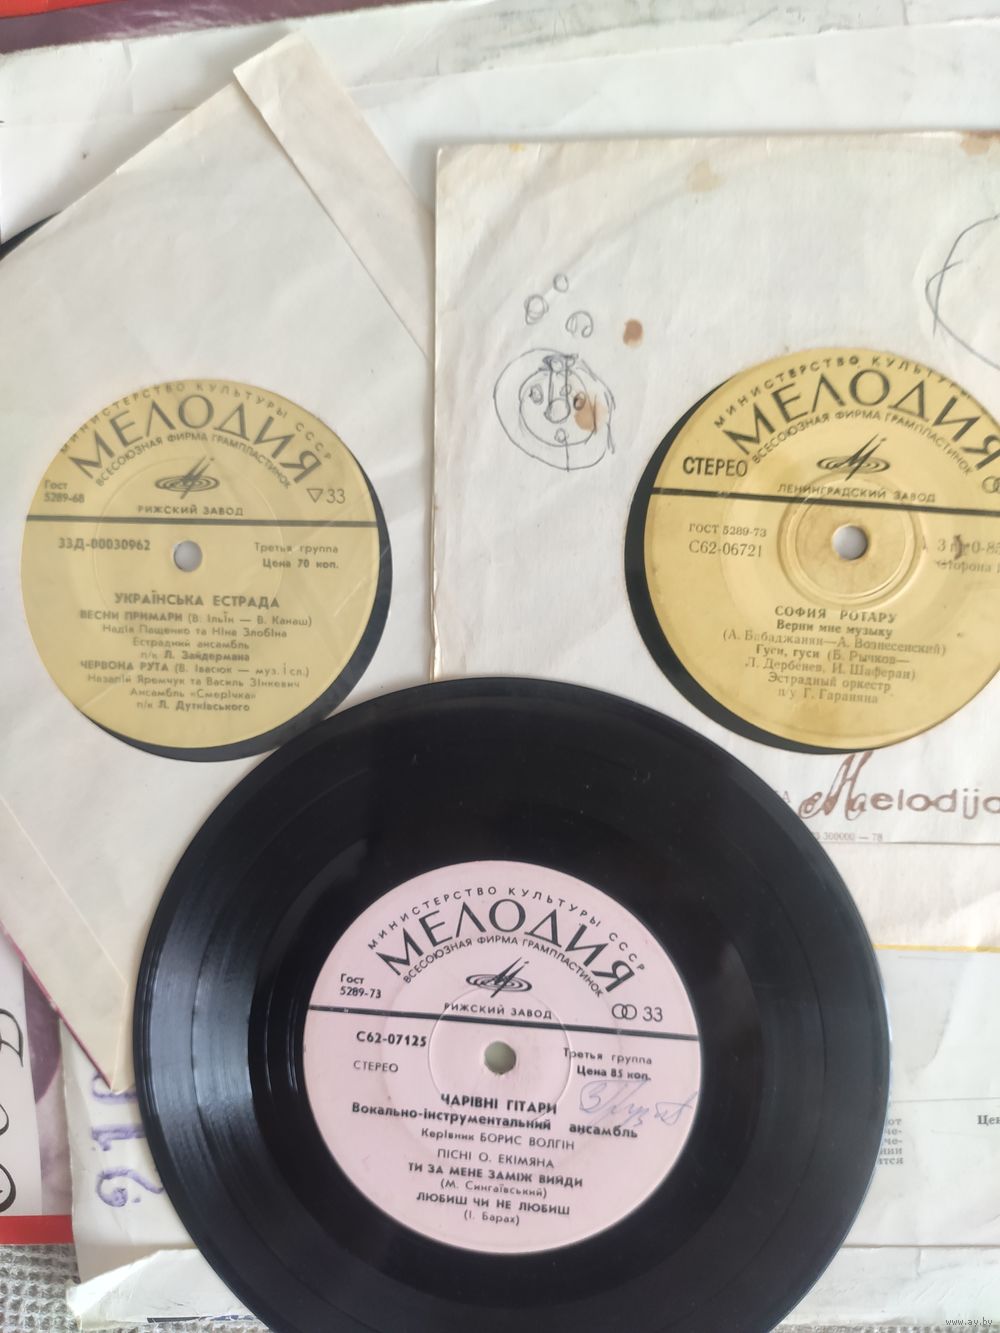 МИНИСТЕРСТВО КУЛЬТУРЫ СССР
МЕЛОДИЯ
ВСЕСОЮЗНАЯ ФИРМА ГРАМПЛАСТИНОК
Гост
5289-68
33
РИЖСКИЙ ЗАВОД
33Д-00030962
Третья группа
Цена 70 коп.
УКРАЇНСЬКА ЕСТРАДА
ВЕСНИ ПРИМАРИ (В. Ільїн — В. Канаш)
Надія Пащенко та Ніна Злобіна
Естрадний ансамбль
п/к Л. Зайдермана
ЧЕРВОНА РУТА (В. Івасюк — муз. і сл.)
Назарій Яремчук та Василь Зінкевич
Ансамбль «Смерічка»
п/к Л. Дутківського
МИНИСТЕРСТВО КУЛЬТУРЫ
МЕЛОДИЯ
ВСЕСОЮЗНАЯ ФИРМА ГРАМПЛАСТИНОК
СТЕРЕО
ЛЕНИНГРАДСКИЙ ЗАВОД
ГОСТ 5289-73
С62-06721
СОФИЯ РОТАРУ
Верни мне музыку
(А. Бабаджанян—А. Вознесенский)
Гуси, гуси (Б. Рычков—
Л. Дербенев, И. Шаферан)
Эстрадный оркестр
п/у Г. Гараняна
Melodija
300000 — 78
МИНИСТЕРСТВО КУЛЬТУРЫ СССР
МЕЛОДИЯ
ВСЕСОЮЗНАЯ ФИРМА ГРАМПЛАСТИНОК
Гост
5289-73
33
РИЖСКИЙ ЗАВОД
С62-07125
СТЕРЕО
Третья группа
Цена 85 коп.
ЧАРІВНІ ГІТАРИ
Вокально-інструментальний ансамбль
Керівник БОРИС ВОЛГІН
ПІСНІ О. ЕКІМЯНА
ТИ ЗА МЕНЕ ЗАМІЖ ВИЙДИ
(М. Сингаївський)
ЛЮБИШ ЧИ НЕ ЛЮБИШ
(І. Барах)
www.ay.by